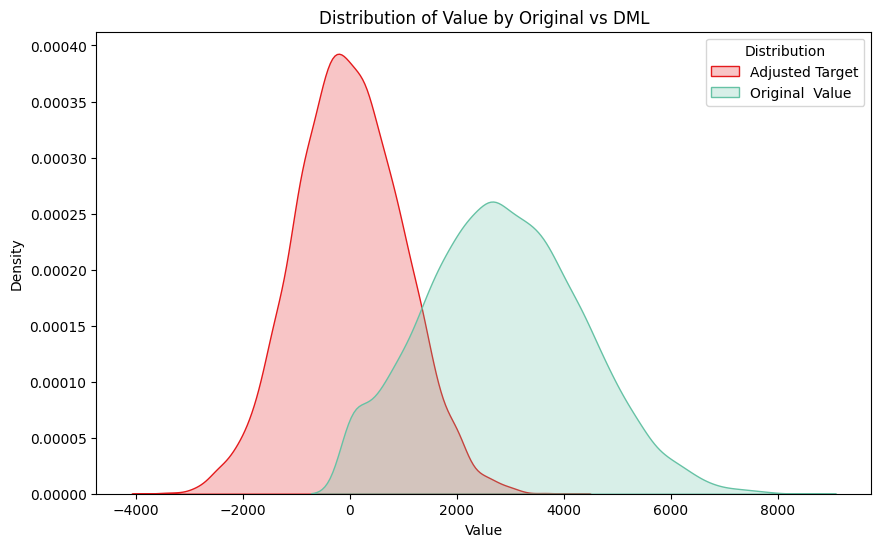 Distribution of Value by Original vs DML
Distribution
Adjusted Target
Original  Value
Density
0.00040
0.00035
0.00030
0.00025
0.00020
0.00015
0.00010
0.00005
0.00000
−4000
−2000
0
2000
4000
6000
8000
Value